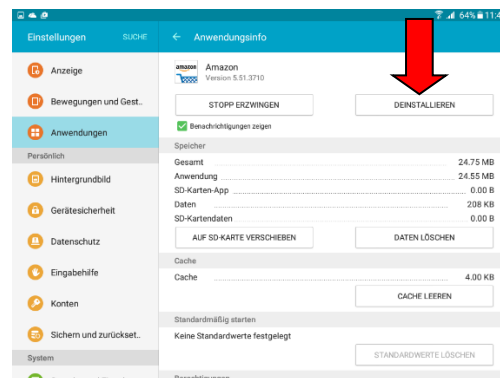 64% 11:4
Einstellungen SUCHE
Anwendungsinfo
Anzeige
Bewegungen und Gest..
Anwendungen
Persönlich
Hintergrundbild
Gerätesicherheit
Datenschutz
Eingabehilfe
Konten
Sichern und zurückset..
System
amazon
Amazon
Version 5.51.3710
STOPP ERZWINGEN
DEINSTALLIEREN
Benachrichtigungen zeigen
Speicher
Gesamt 24.75 MB
Anwendung 24.55 MB
SD-Karten-App 0.00 B
Daten 208 KB
SD-Kartendaten 0.00 B
AUF SD-KARTE VERSCHIEBEN
DATEN LÖSCHEN
Cache
Cache 4.00 KB
CACHE LEEREN
Standardmäßig starten
Keine Standardwerte festgelegt
STANDARDWERTE LÖSCHEN